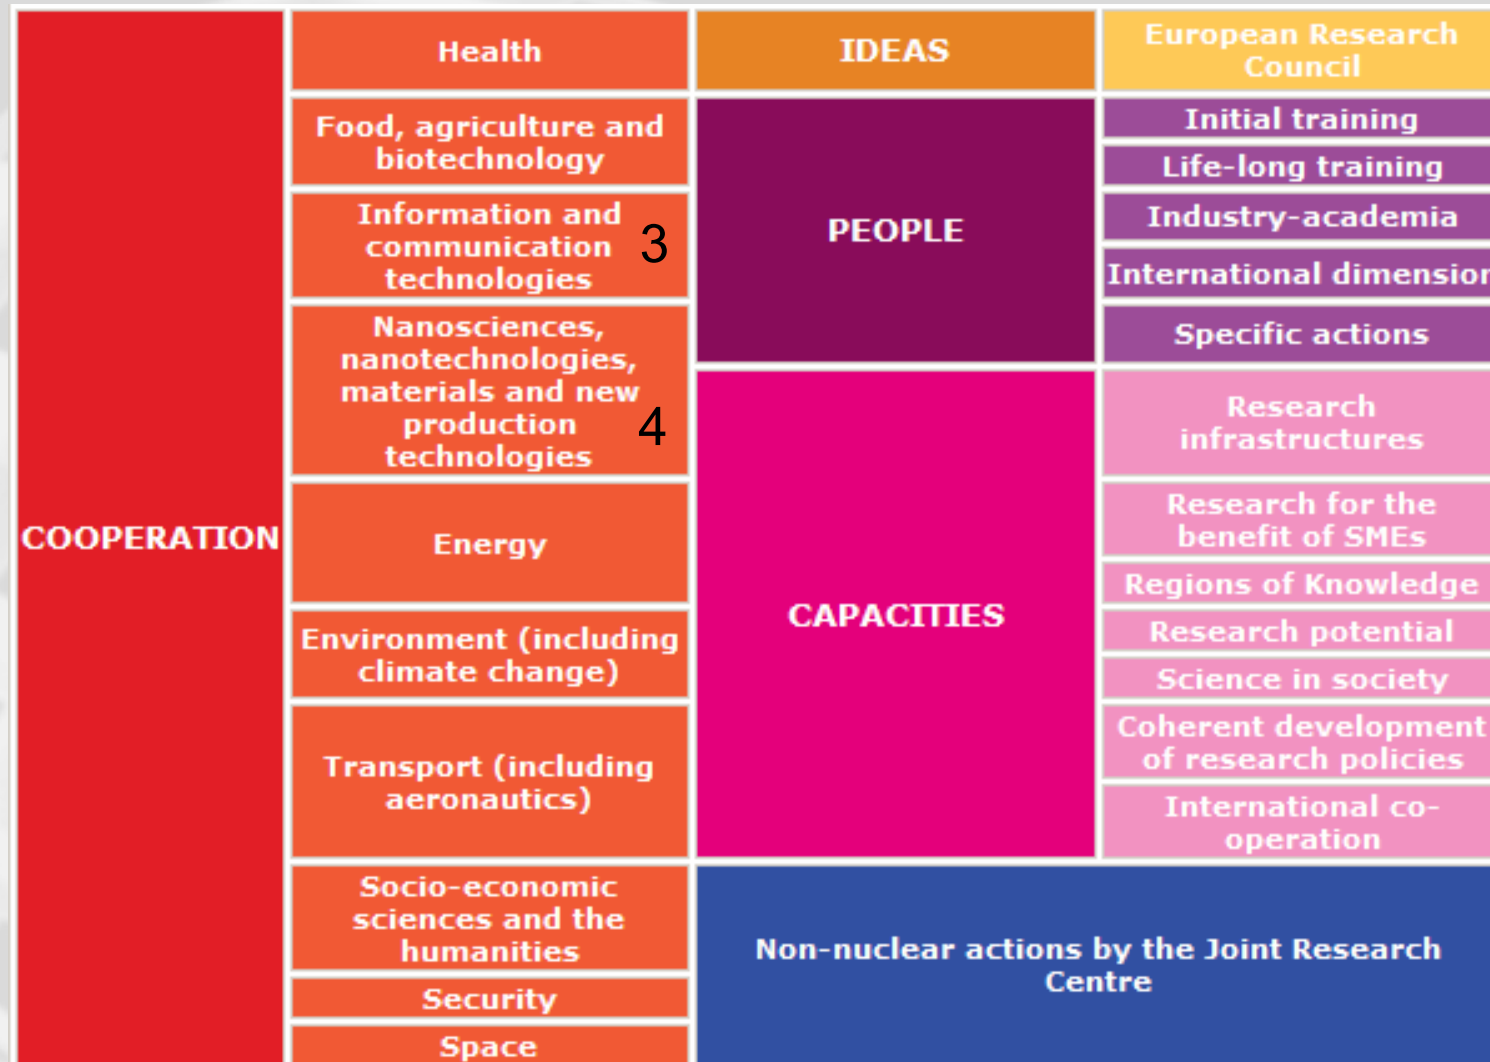 COOPERATION
Health
Food, agriculture and
biotechnology
Information and
communication
technologies
3
Nanosciences,
nanotechnologies,
materials and new
production
technologies
4
Energy
Environment (including
climate change)
Transport (including
aeronautics)
Socio-economic
sciences and the
humanities
Security
Space
IDEAS
European Research
Council
PEOPLE
Initial training
Life-long training
Industry-academia
International dimension
Specific actions
CAPACITIES
Research
infrastructures
Research for the
benefit of SMEs
Regions of Knowledge
Research potential
Science in society
Coherent development
of research policies
International co-
operation
Non-nuclear actions by the Joint Research
Centre